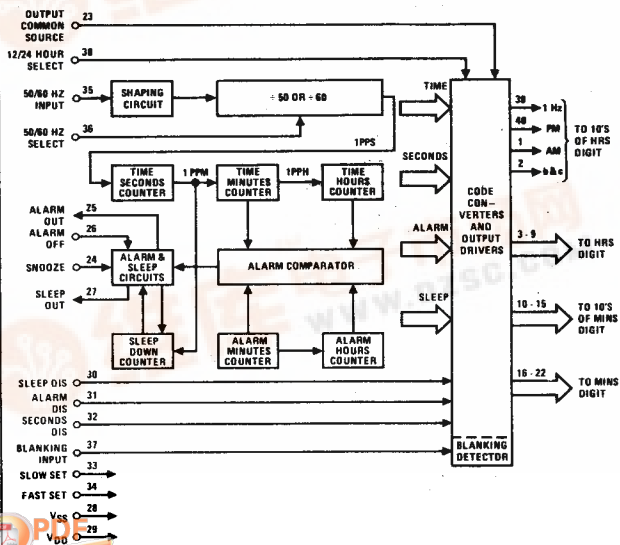 OUTPUT
COMMON
SOURCE
23
12/24 HOUR
SELECT
38
50/60 HZ
INPUT
35
SHAPING
CIRCUIT
÷ 50 OR ÷ 60
50/60 HZ
SELECT
36
1PPS
TIME
SECONDS
COUNTER
1 PPM
TIME
MINUTES
COUNTER
1PPH
TIME
HOURS
COUNTER
ALARM
OUT
25
ALARM
OFF
26
SNOOZE
24
SLEEP
OUT
27
ALARM &
SLEEP
CIRCUITS
ALARM COMPARATOR
SLEEP
DOWN
COUNTER
ALARM
MINUTES
COUNTER
ALARM
HOURS
COUNTER
TIME
SECONDS
ALARM
SLEEP
CODE
CON-
VERTERS
AND
OUTPUT
DRIVERS
BLANKING
DETECTOR
39
1 Hz
40
PM
1
AM
2
b & c
TO 10'S
OF HRS
DIGIT
3 - 9
TO HRS
DIGIT
10 - 15
TO 10'S
OF MINS
DIGIT
16 - 22
TO MINS
DIGIT
SLEEP DIS
30
ALARM
DIS
31
SECONDS
DIS
32
BLANKING
INPUT
37
SLOW SET
33
FAST SET
34
VSS
28
VDD
29
PDF